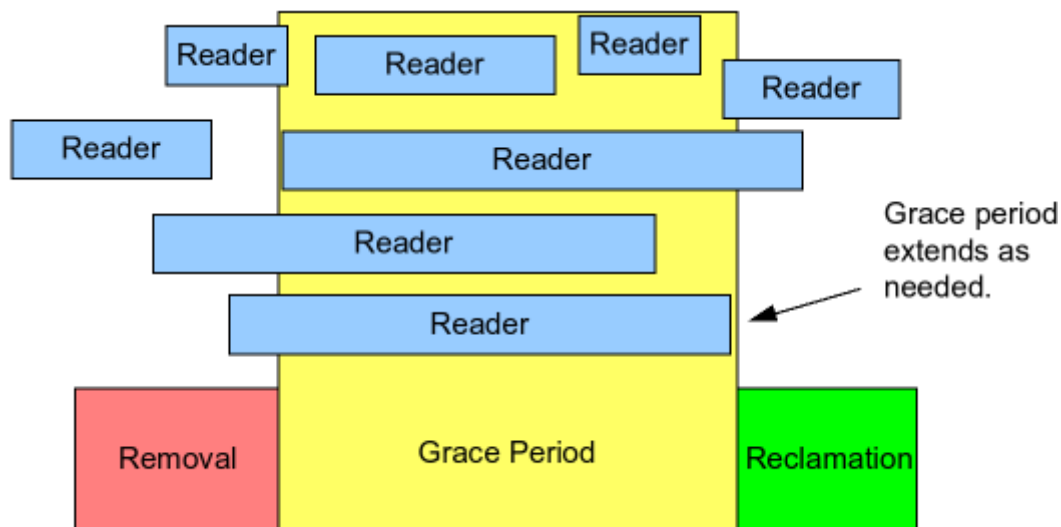 Reader
Reader
Reader
Reader
Reader
Reader
Reader
Reader
Grace period
extends as
needed.
Removal
Grace Period
Reclamation